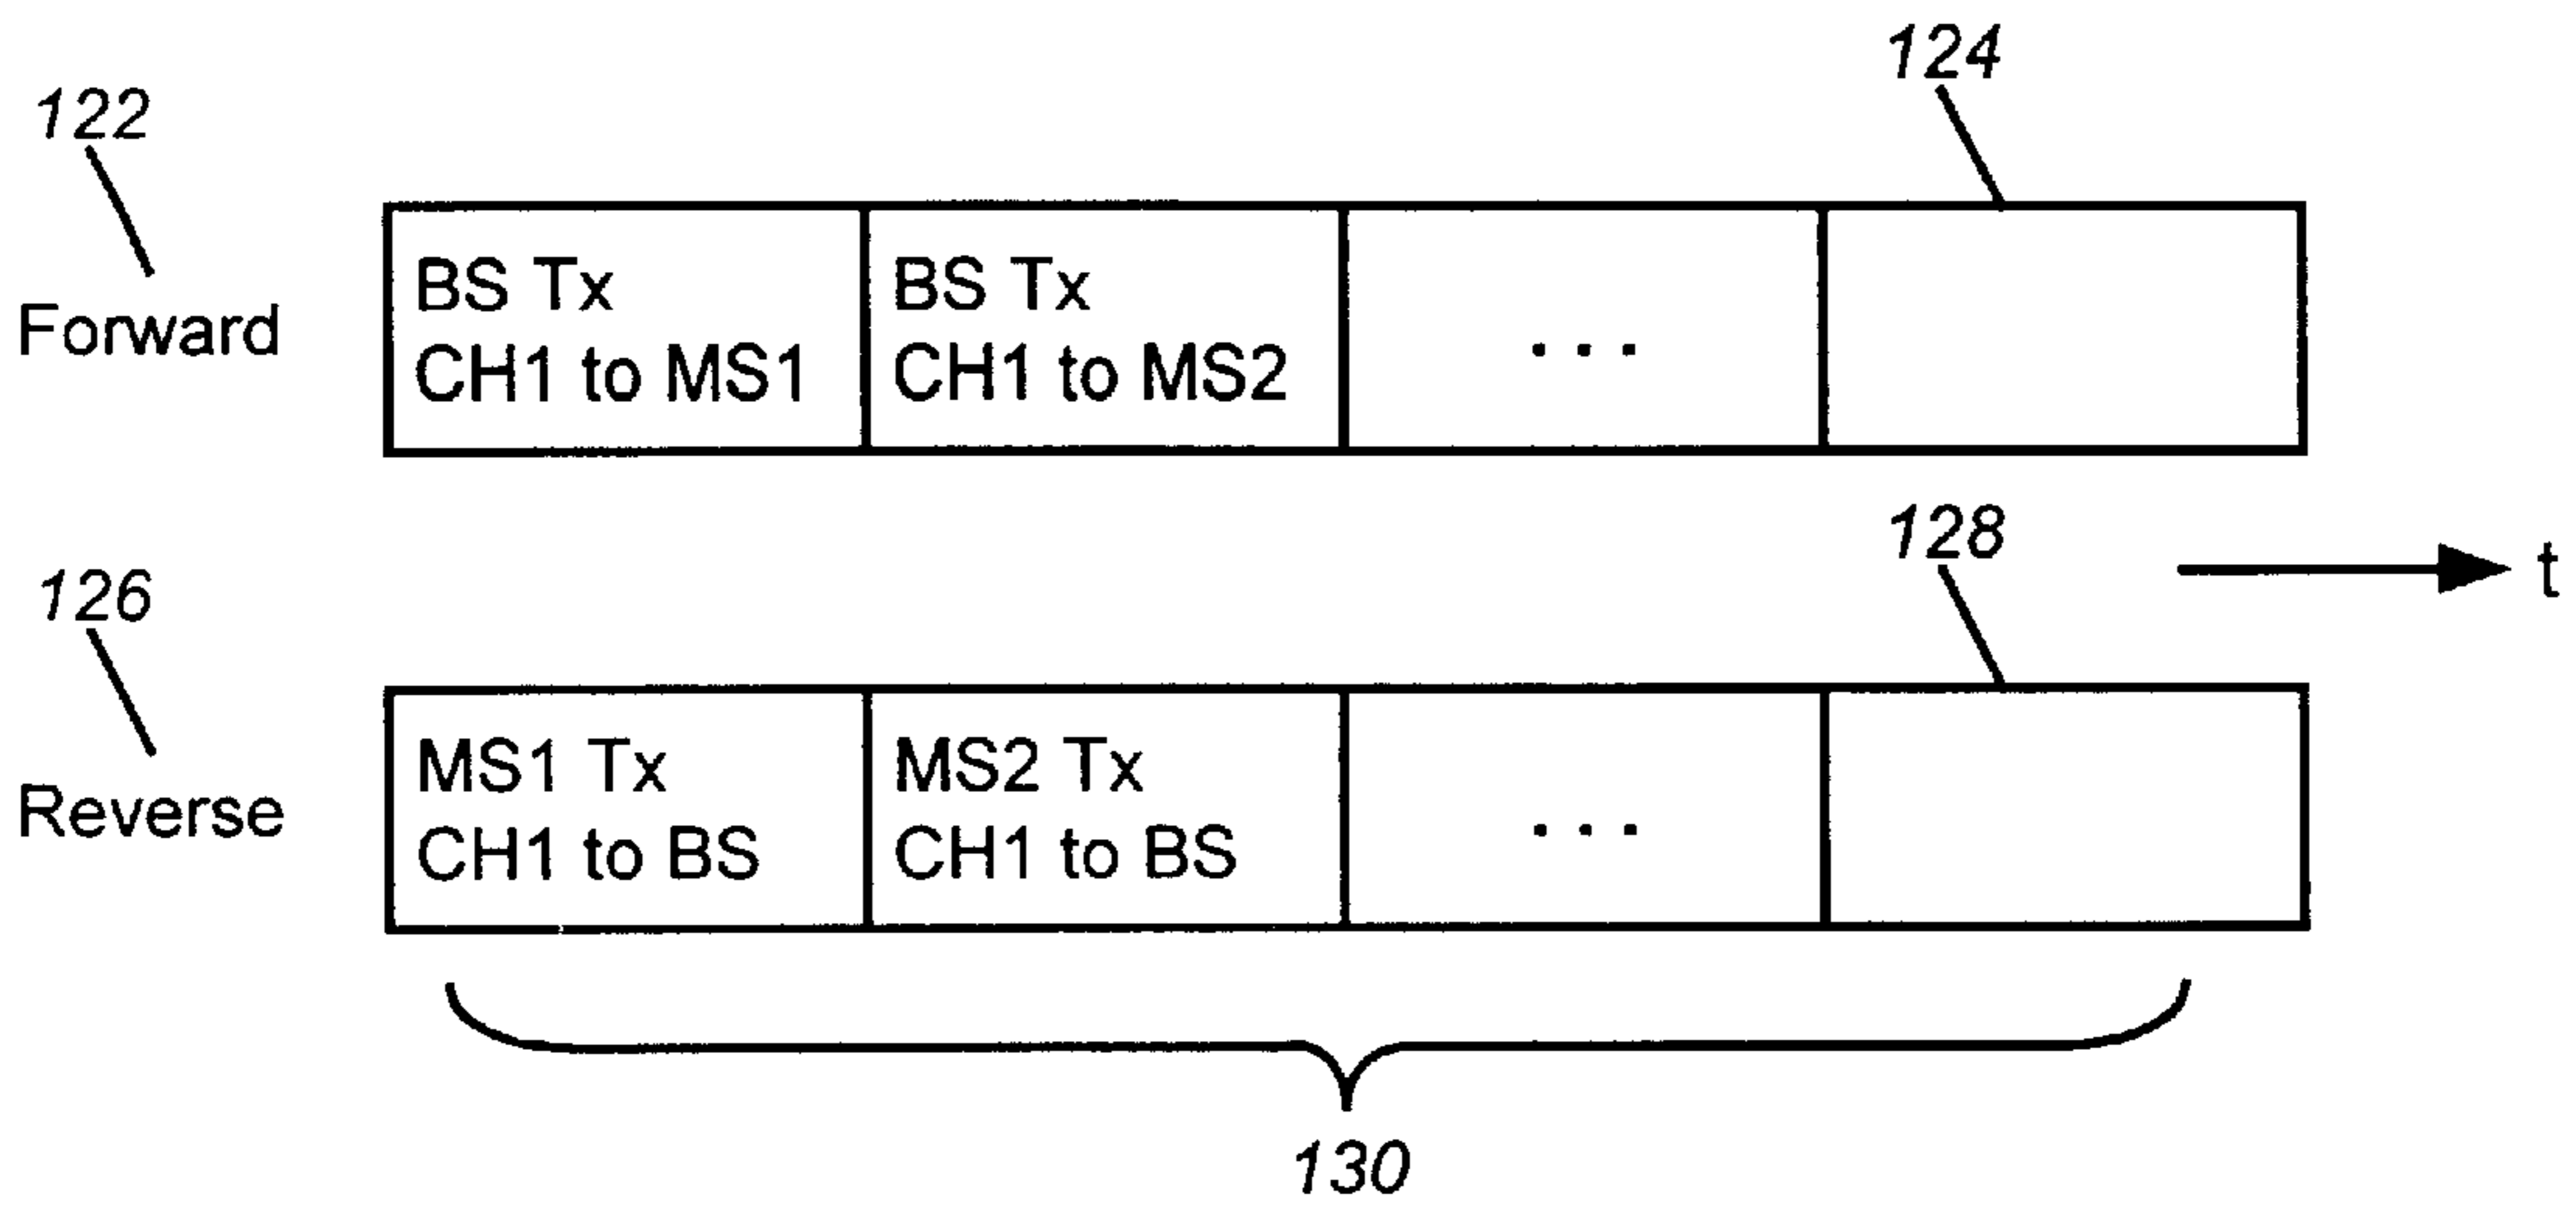 124
122
Forward
BS Tx
CH1 to MS1
BS Tx
CH1 to MS2
. . .
128
t
126
Reverse
MS1 Tx
CH1 to BS
MS2 Tx
CH1 to BS
. . .
130